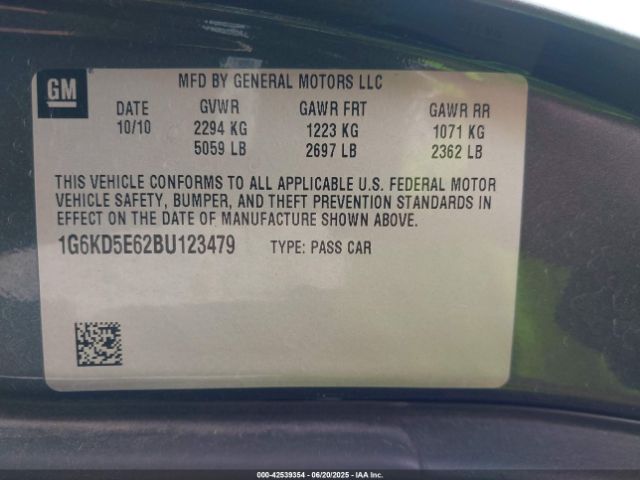 GM
MFD BY GENERAL MOTORS LLC
DATE GVWR GAWR FRT GAWR RR
10/10 2294 KG 1223 KG 1071 KG
5059 LB 2697 LB 2362 LB
THIS VEHICLE CONFORMS TO ALL APPLICABLE U.S. FEDERAL MOTOR
VEHICLE SAFETY, BUMPER, AND THEFT PREVENTION STANDARDS IN
EFFECT ON THE DATE OF MANUFACTURE SHOWN ABOVE.
1G6KD5E62BU123479 TYPE: PASS CAR
000-42539354 | 06/20/2025 | IAA Inc.